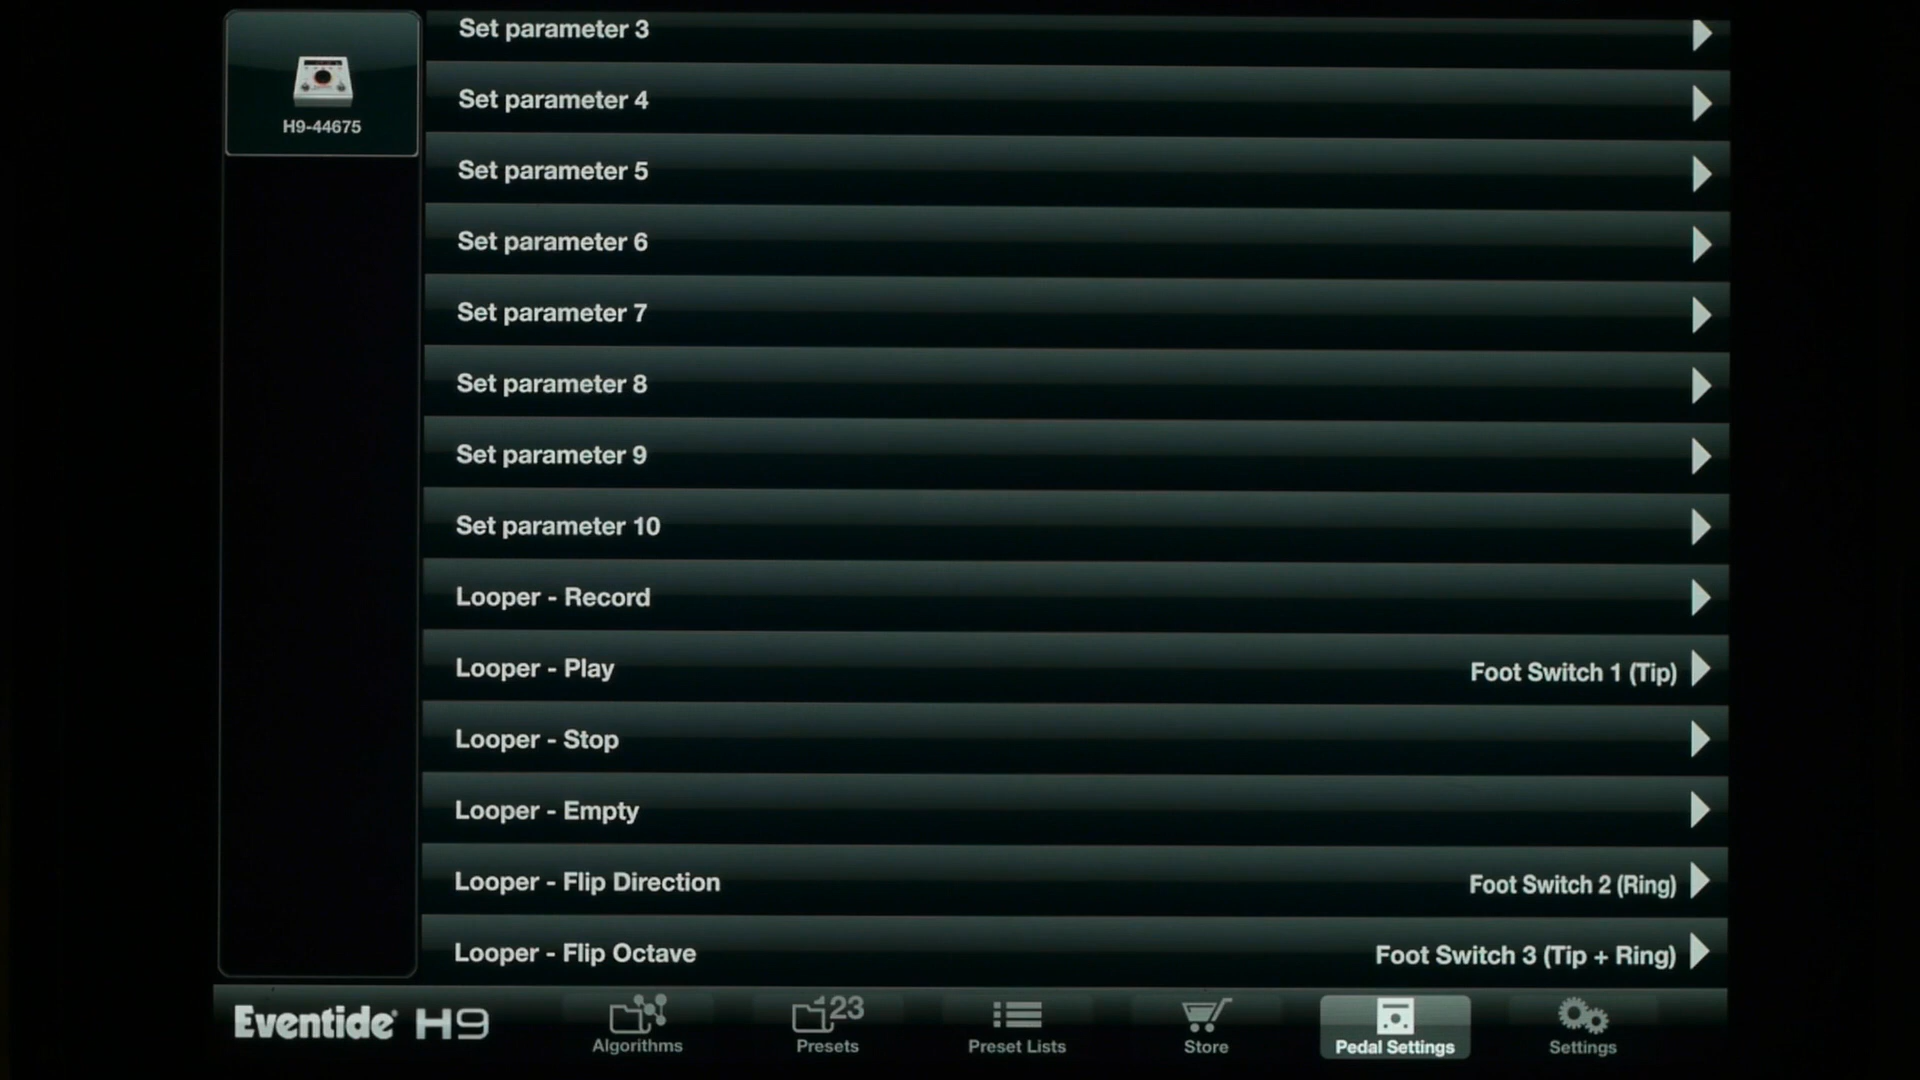 Set parameter 3
H9-44675
Set parameter 4
Set parameter 5
Set parameter 6
Set parameter 7
Set parameter 8
Set parameter 9
Set parameter 10
Looper - Record
Looper - Play Foot Switch 1 (Tip)
Looper - Stop
Looper - Empty
Looper - Flip Direction Foot Switch 2 (Ring)
Looper - Flip Octave Foot Switch 3 (Tip + Ring)
Eventide® H9
123
Algorithms Presets Preset Lists Store Pedal Settings Settings